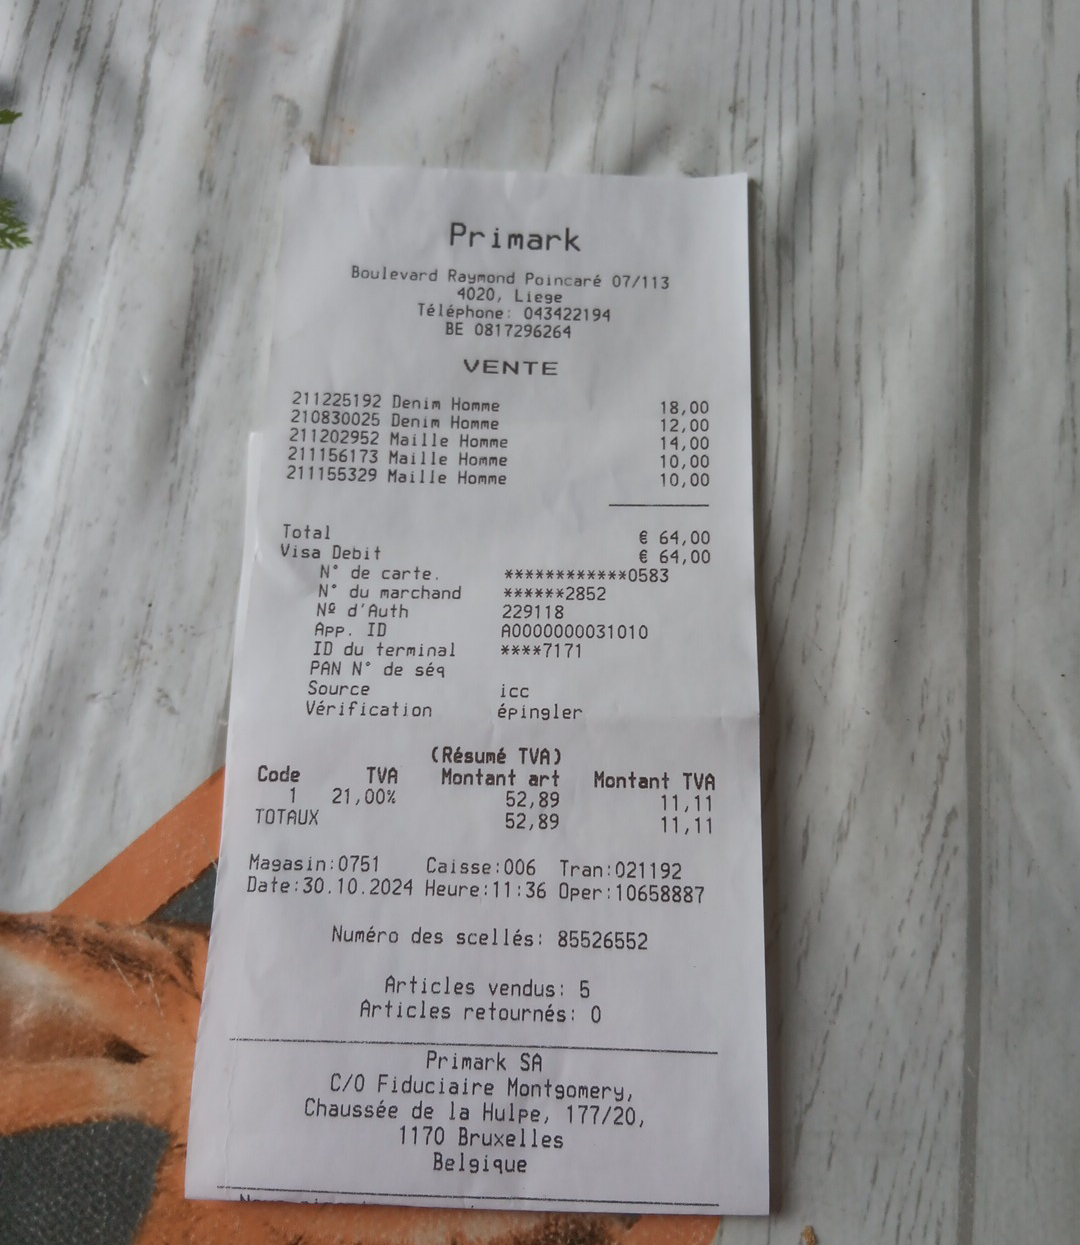 Primark
Boulevard Raymond Poincaré 07/113
4020, Liege
Téléphone: 043422194
BE 0817296264
VENTE
211225192 Denim Homme 18,00
210830025 Denim Homme 12,00
211202952 Maille Homme 14,00
211156173 Maille Homme 10,00
211155329 Maille Homme 10,00
Total € 64,00
Visa Debit € 64,00
N° de carte. ************0583
N° du marchand ******2852
Nº d'Auth 229118
App. ID A0000000031010
ID du terminal ****7171
PAN N° de séq
Source icc
Vérification épingler
(Résumé TVA)
Code TVA Montant art Montant TVA
1 21,00% 52,89 11,11
TOTAUX 52,89 11,11
Magasin:0751 Caisse:006 Tran:021192
Date:30.10.2024 Heure:11:36 Oper:10658887
Numéro des scellés: 85526552
Articles vendus: 5
Articles retournés: 0
Primark SA
C/O Fiduciaire Montgomery,
Chaussée de la Hulpe, 177/20,
1170 Bruxelles
Belgique